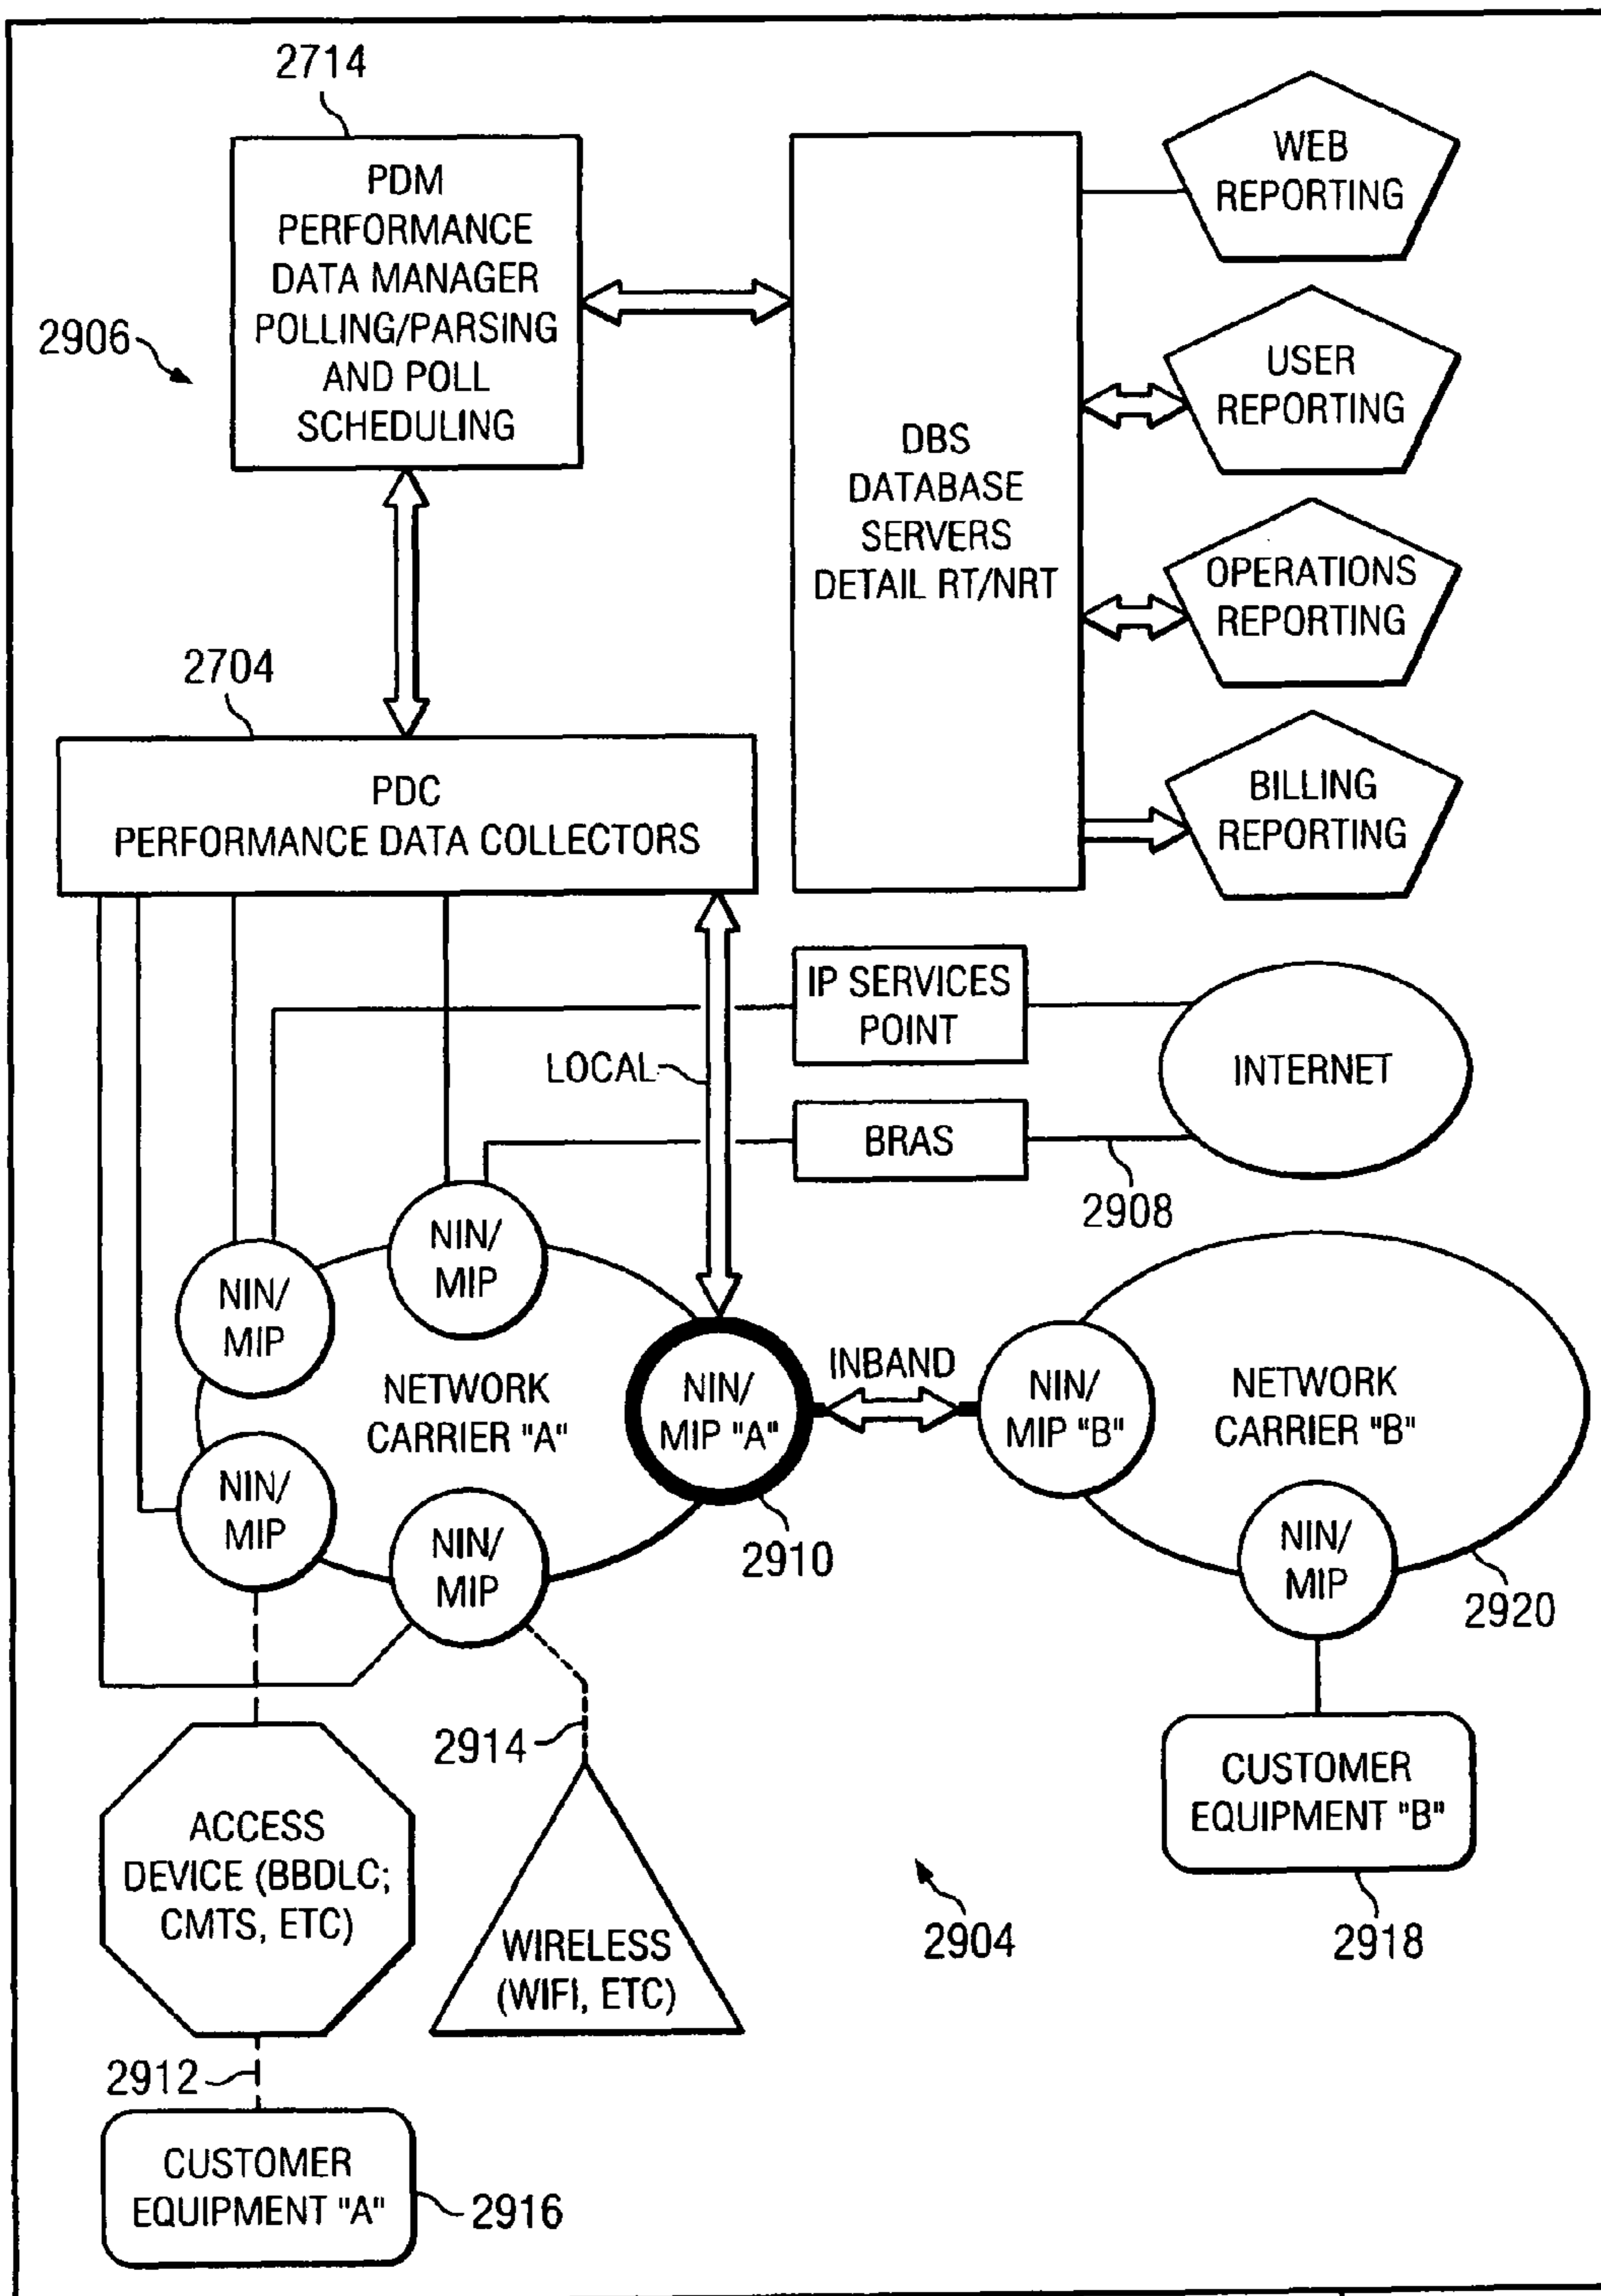 2714
PDM
PERFORMANCE
DATA MANAGER
POLLING/PARSING
AND POLL
SCHEDULING
2906
DBS
DATABASE
SERVERS
DETAIL RT/NRT
WEB
REPORTING
USER
REPORTING
OPERATIONS
REPORTING
BILLING
REPORTING
2704
PDC
PERFORMANCE DATA COLLECTORS
IP SERVICES
POINT
INTERNET
LOCAL
BRAS
2908
NIN/
MIP
NIN/
MIP
NETWORK
CARRIER "A"
NIN/
MIP "A"
INBAND
NIN/
MIP "B"
NETWORK
CARRIER "B"
NIN/
MIP
NIN/
MIP
2910
NIN/
MIP
2920
2914
CUSTOMER
EQUIPMENT "B"
ACCESS
DEVICE (BBDLC;
CMTS, ETC)
WIRELESS
(WIFI, ETC)
2904
2918
2912
CUSTOMER
EQUIPMENT "A"
2916